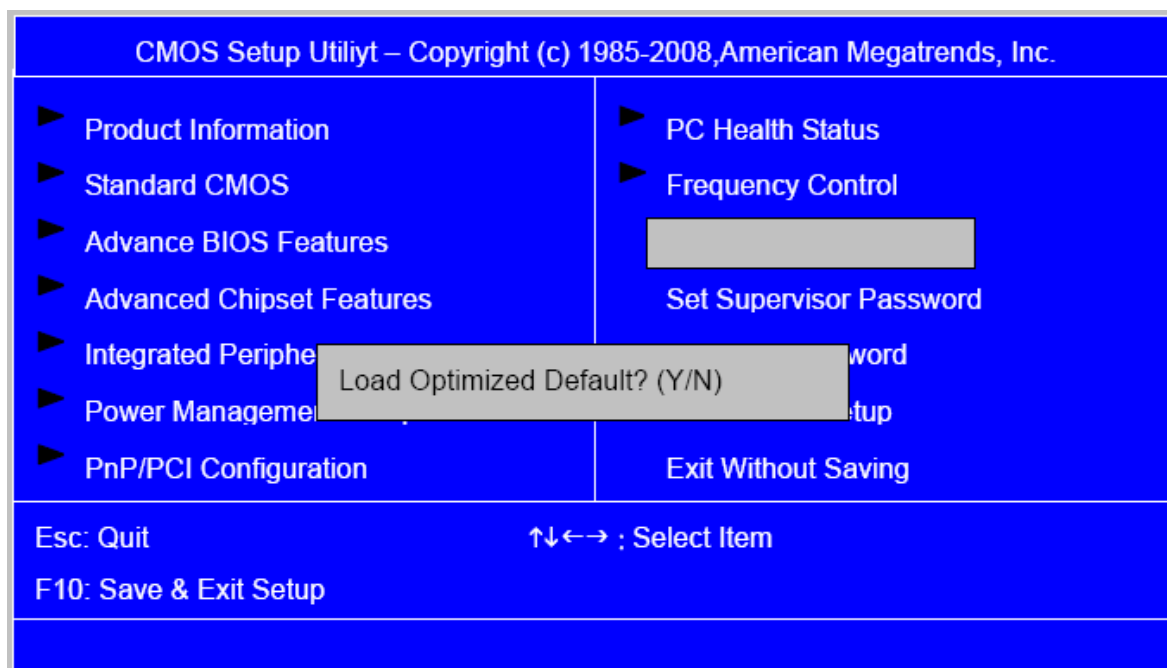 CMOS Setup Utiliyt – Copyright (c) 1985-2008,American Megatrends, Inc.
Product Information
Standard CMOS
Advance BIOS Features
Advanced Chipset Features
Integrated Periphe
Power Manageme
PnP/PCI Configuration
PC Health Status
Frequency Control
Set Supervisor Password
word
etup
Exit Without Saving
Load Optimized Default? (Y/N)
Esc: Quit
↑↓←→ : Select Item
F10: Save & Exit Setup